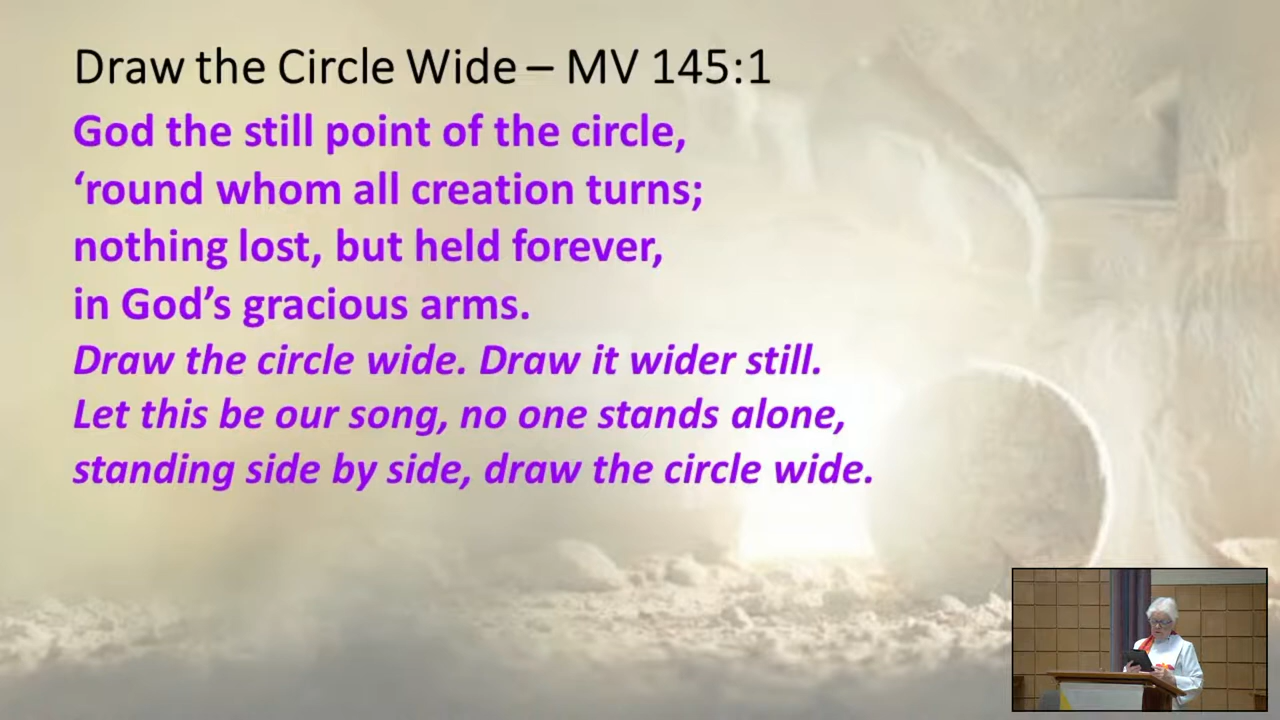 Draw the Circle Wide – MV 145:1
God the still point of the circle,
‘round whom all creation turns;
nothing lost, but held forever,
in God’s gracious arms.
Draw the circle wide. Draw it wider still.
Let this be our song, no one stands alone,
standing side by side, draw the circle wide.